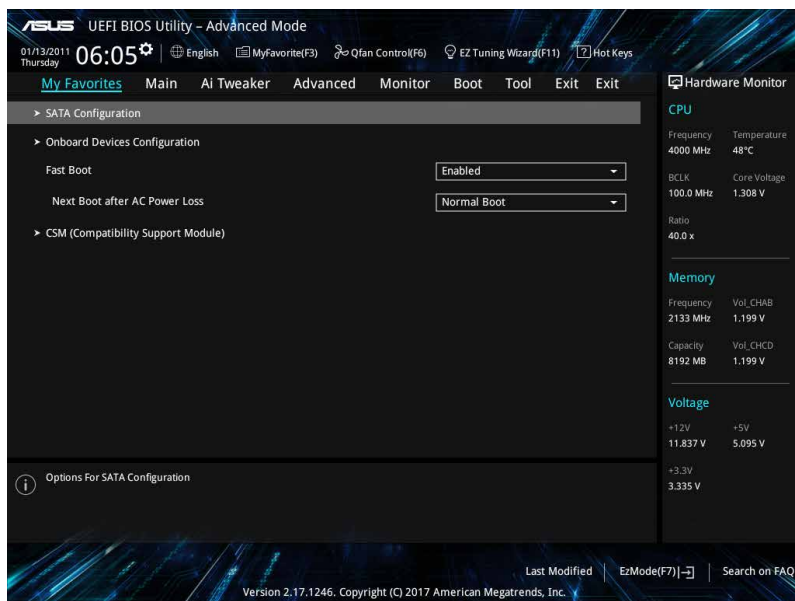 ASUS UEFI BIOS Utility – Advanced Mode
01/13/2011 Thursday 06:05 English MyFavorite(F3) Qfan Control(F6) EZ Tuning Wizard(F11) ? Hot Keys
My Favorites Main Ai Tweaker Advanced Monitor Boot Tool Exit Exit
SATA Configuration
Onboard Devices Configuration
Fast Boot Enabled
Next Boot after AC Power Loss Normal Boot
CSM (Compatibility Support Module)
i Options For SATA Configuration
Hardware Monitor
CPU
Frequency Temperature
4000 MHz 48°C
BCLK Core Voltage
100.0 MHz 1.308 V
Ratio
40.0 x
Memory
Frequency Vol_CHAB
2133 MHz 1.199 V
Capacity Vol_CHCD
8192 MB 1.199 V
Voltage
+12V +5V
11.837 V 5.095 V
+3.3V
3.335 V
Last Modified | EzMode(F7)| | Search on FAQ
Version 2.17.1246. Copyright (C) 2017 American Megatrends, Inc.